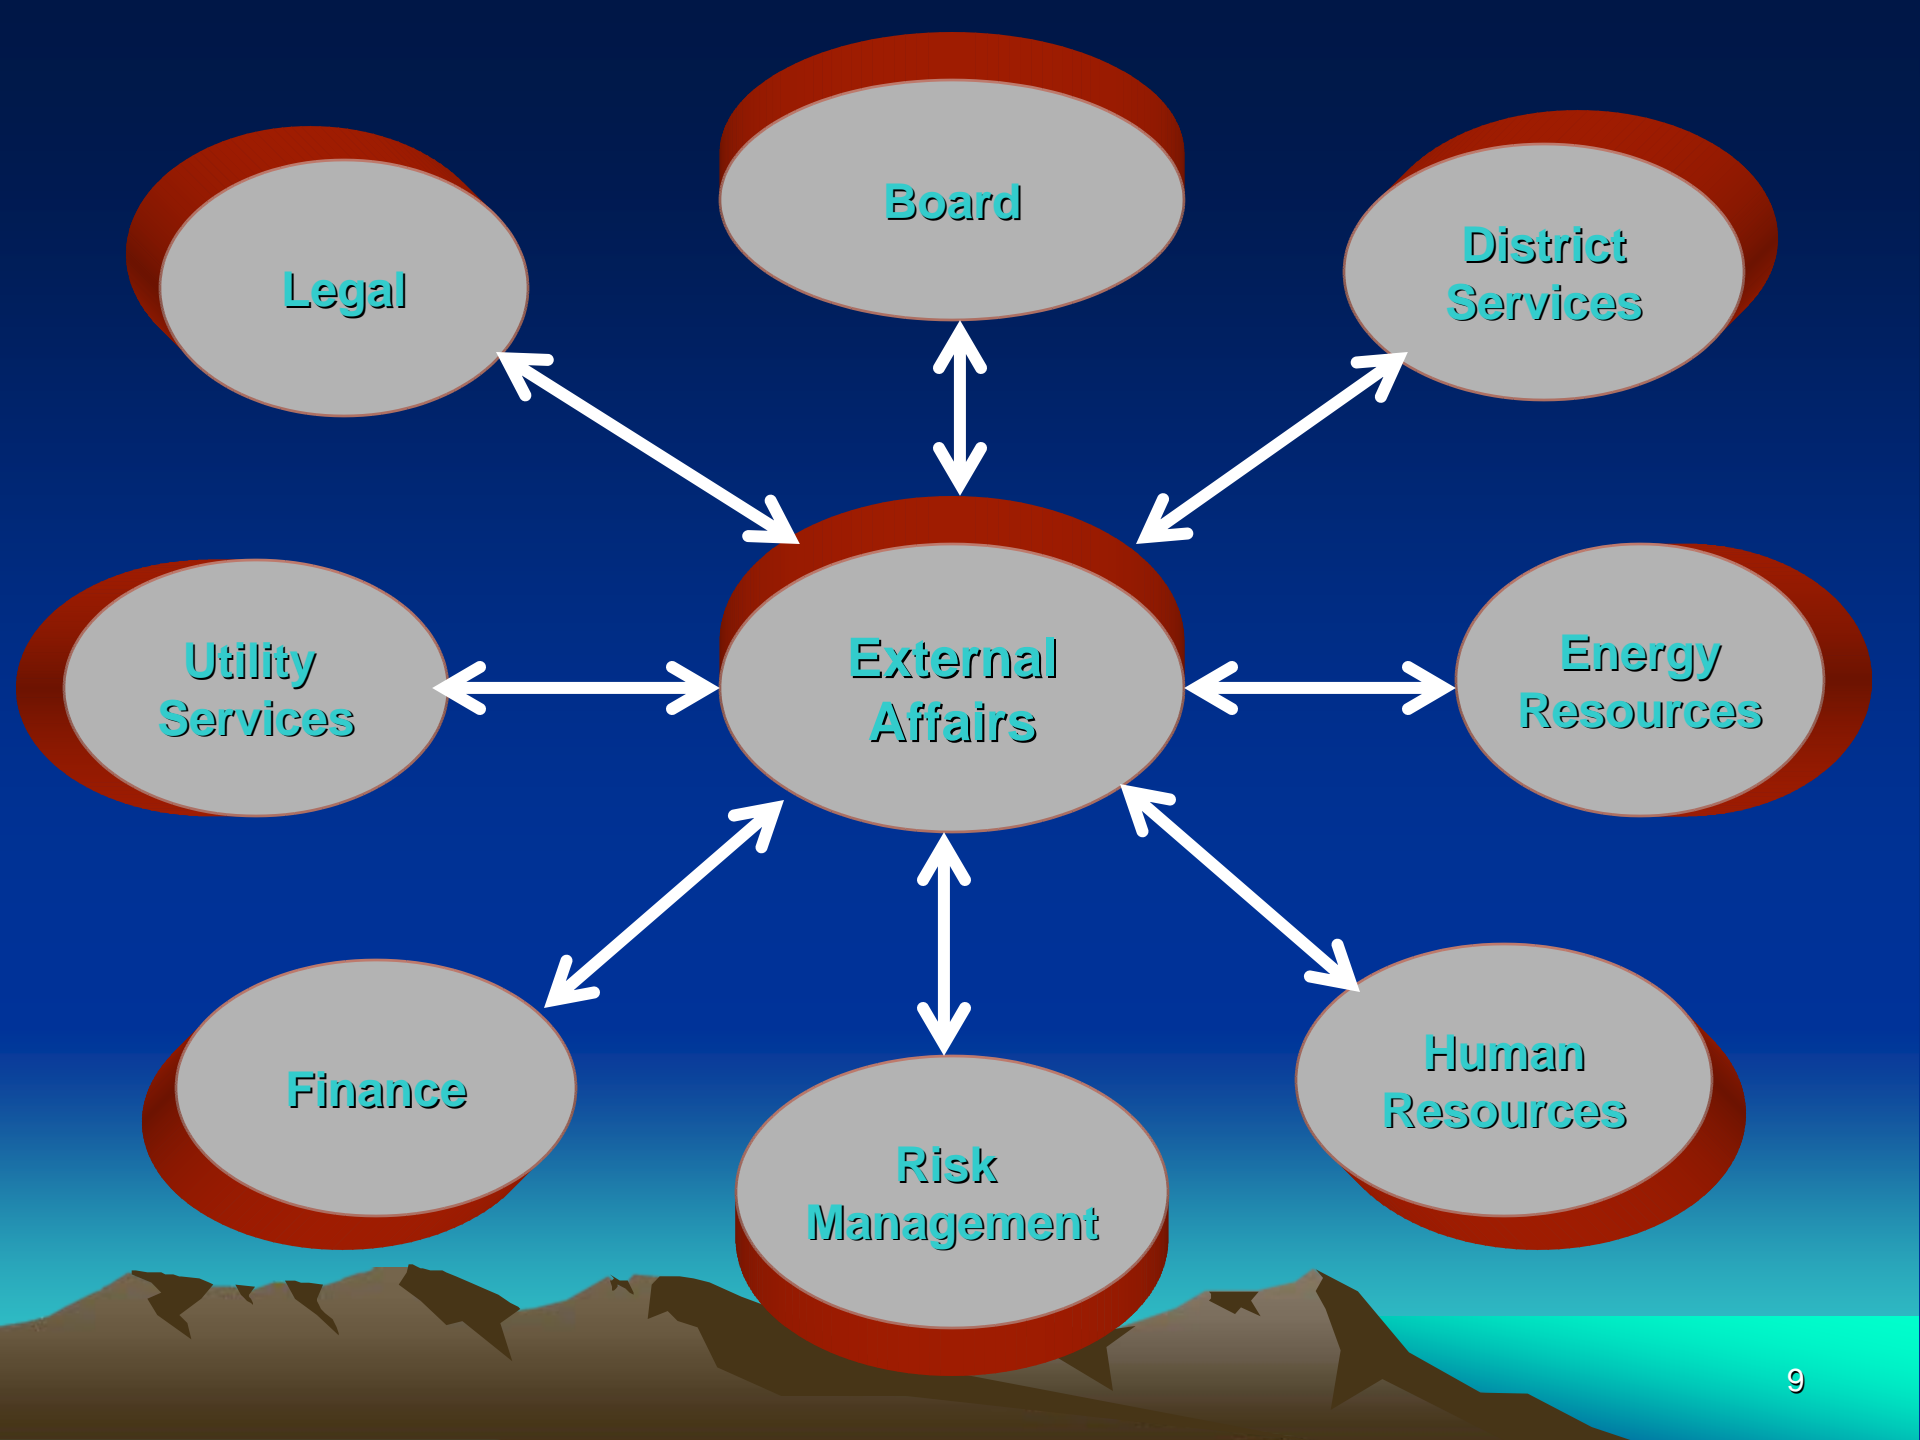 Board
Legal
District
Services
Utility
Services
External
Affairs
Energy
Resources
Finance
Risk
Management
Human
Resources
9